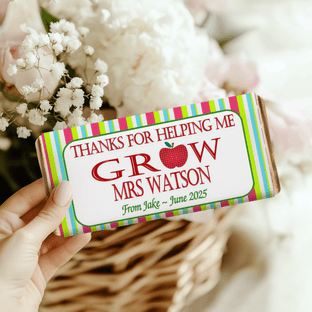 THANKS FOR HELPING ME
GROW
MRS WATSON
From Jake ~ June 2025